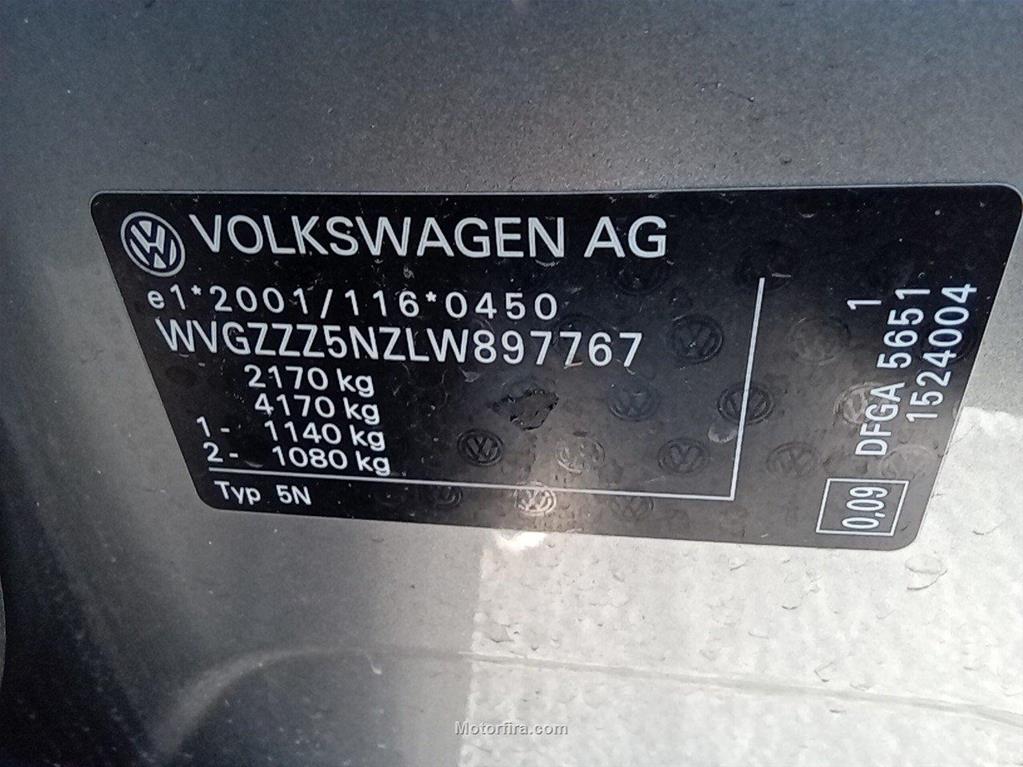 VOLKSWAGEN AG
e1*2001/116*0450
WVGZZZ5NZLW897767
2170 kg
4170 kg
1- 1140 kg
2- 1080 kg
Typ 5N
1
DFGA 5651
1524004
0,09
Motorfira.com